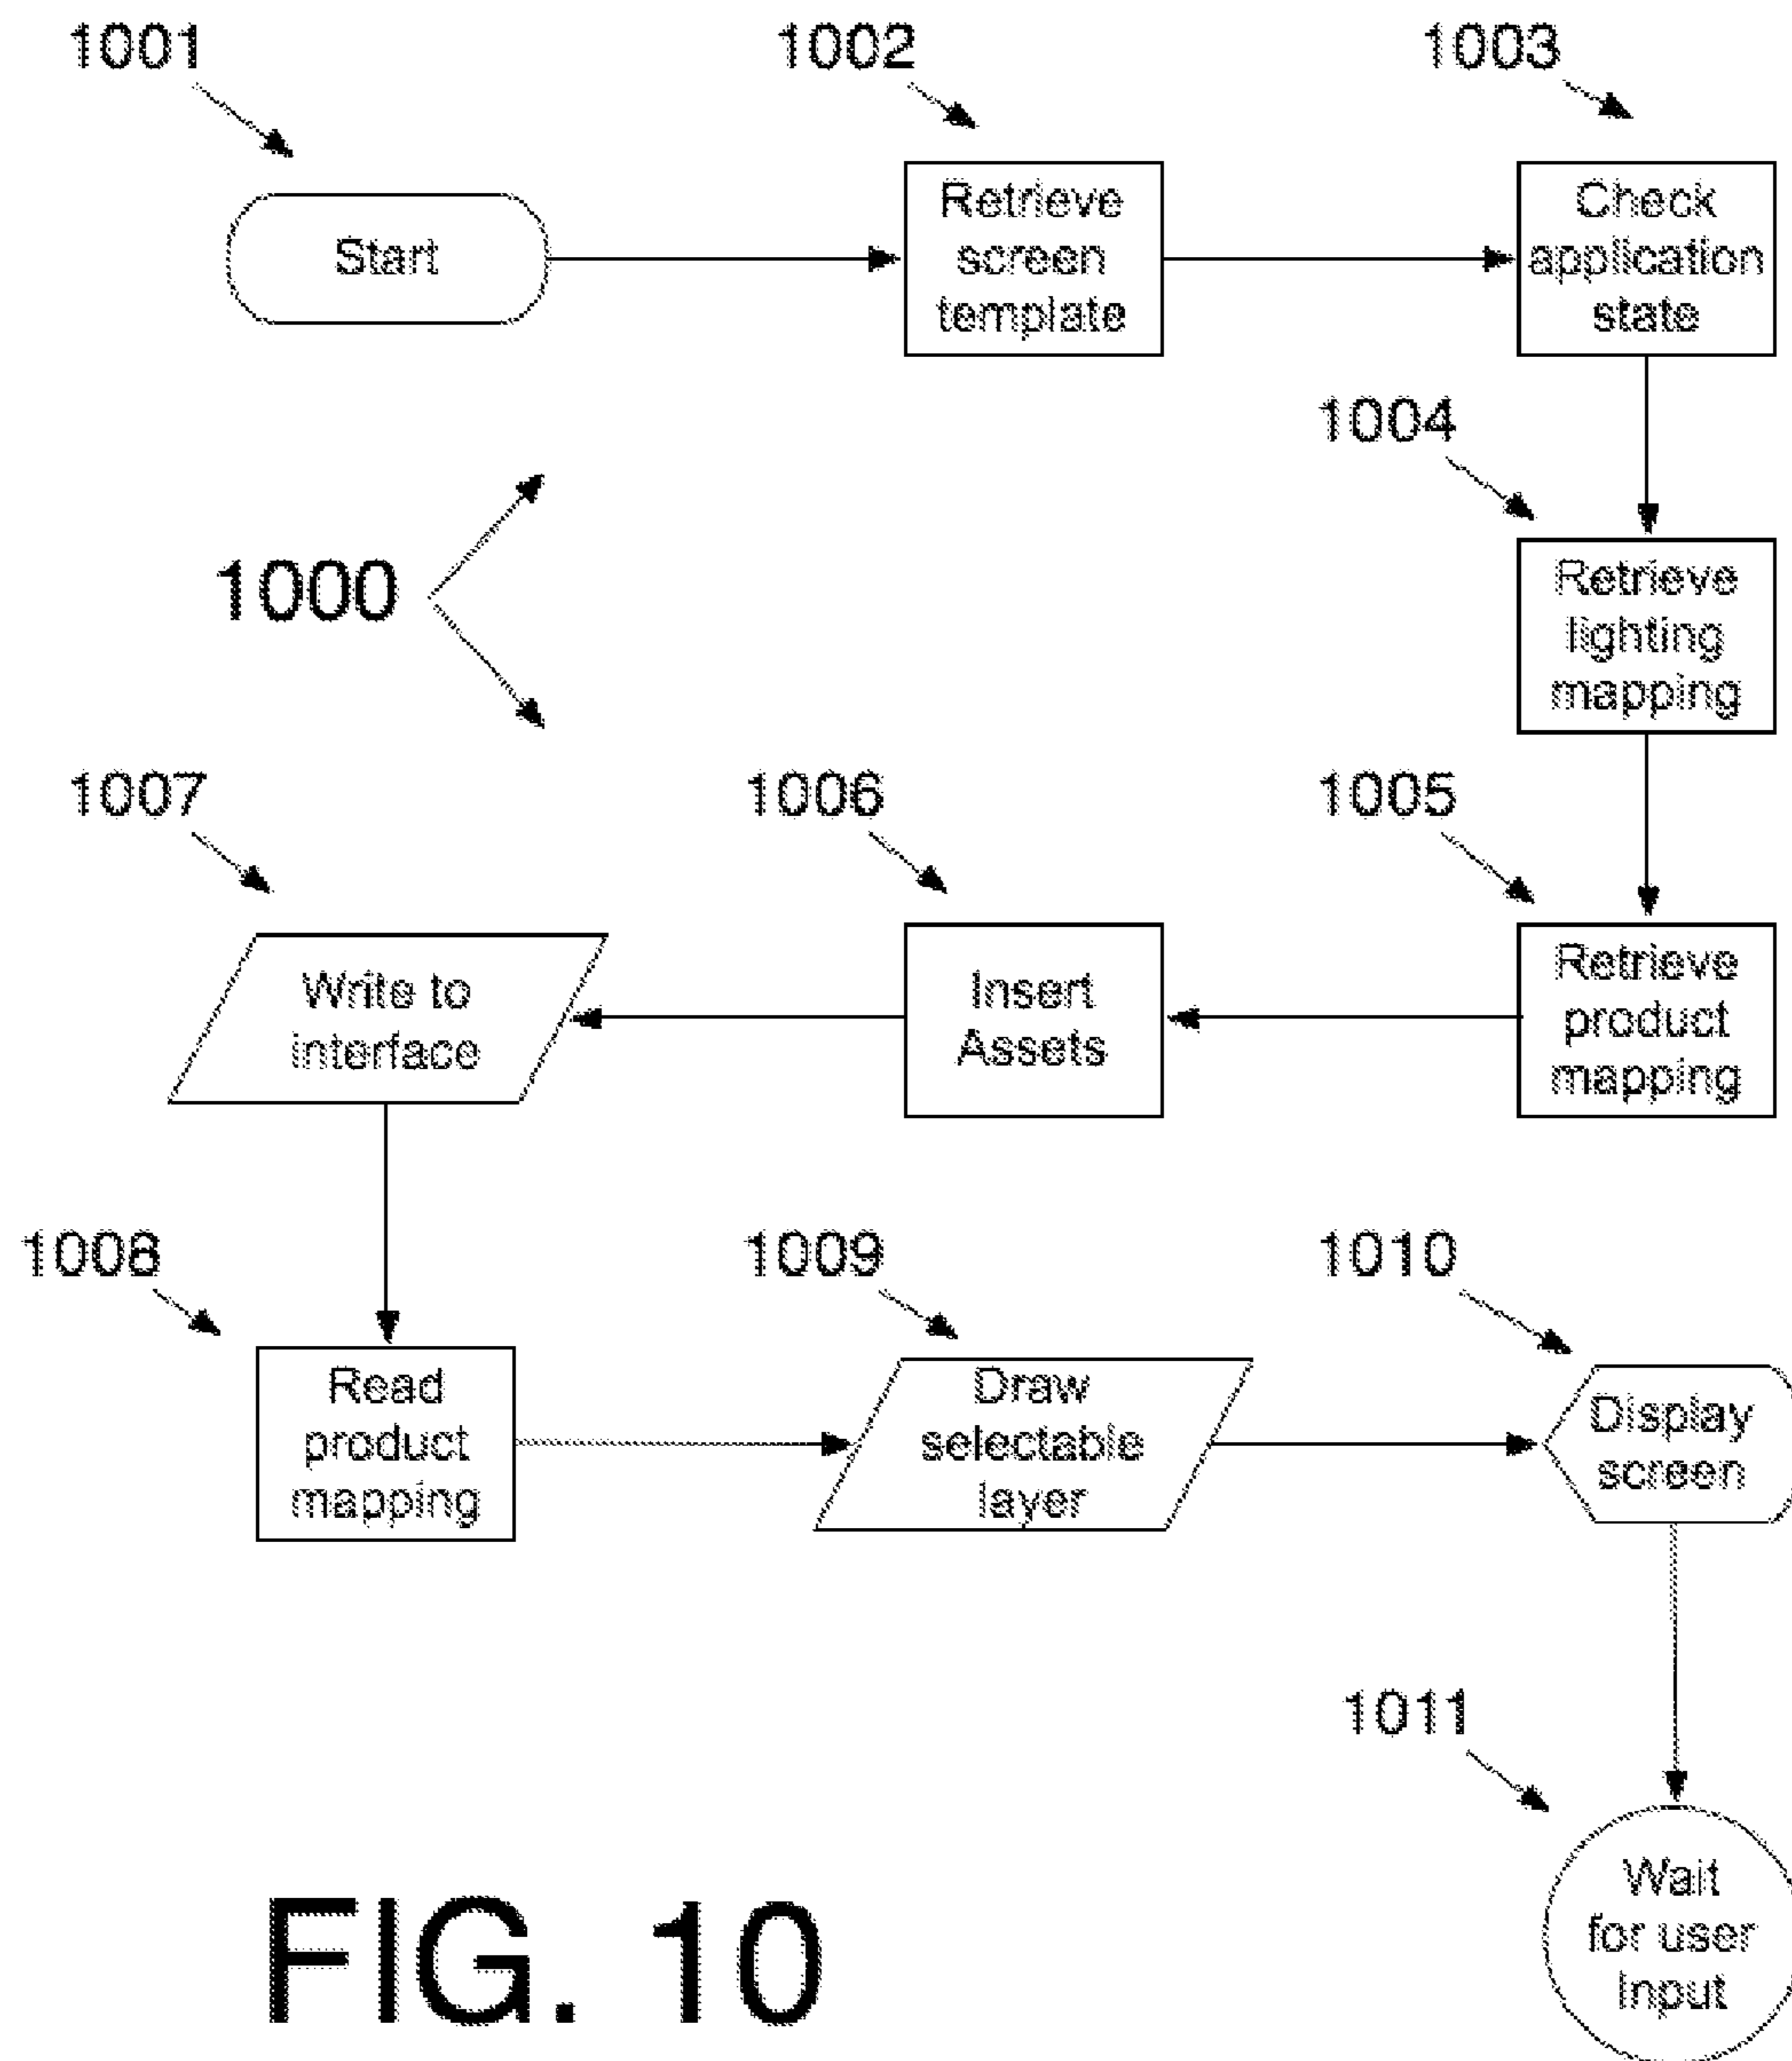 1001
1002
1003
Start
Retrieve
screen
template
Check
application
state
1004
1000
Retrieve
lighting
mapping
1007
1006
1005
Write to
interface
Insert
Assets
Retrieve
product
mapping
1008
1009
1010
Read
product
mapping
Draw
selectable
layer
Display
screen
1011
Wait
for user
Input
FIG. 10